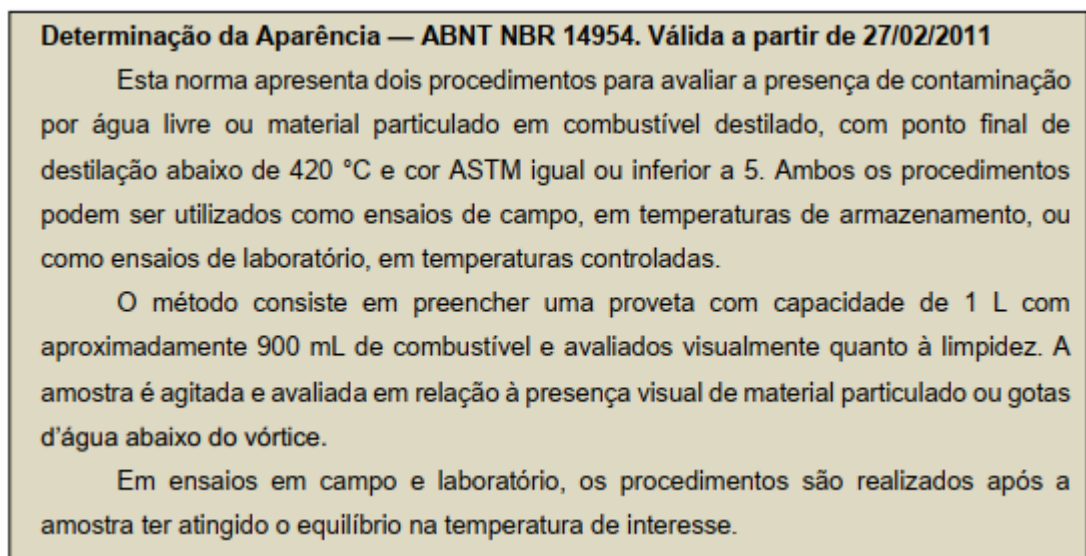 Determinação da Aparência — ABNT NBR 14954. Válida a partir de 27/02/2011
Esta norma apresenta dois procedimentos para avaliar a presença de contaminação
por água livre ou material particulado em combustível destilado, com ponto final de
destilação abaixo de 420 °C e cor ASTM igual ou inferior a 5. Ambos os procedimentos
podem ser utilizados como ensaios de campo, em temperaturas de armazenamento, ou
como ensaios de laboratório, em temperaturas controladas.
O método consiste em preencher uma proveta com capacidade de 1 L com
aproximadamente 900 mL de combustível e avaliados visualmente quanto à limpidez. A
amostra é agitada e avaliada em relação à presença visual de material particulado ou gotas
d'água abaixo do vórtice.
Em ensaios em campo e laboratório, os procedimentos são realizados após a
amostra ter atingido o equilíbrio na temperatura de interesse.